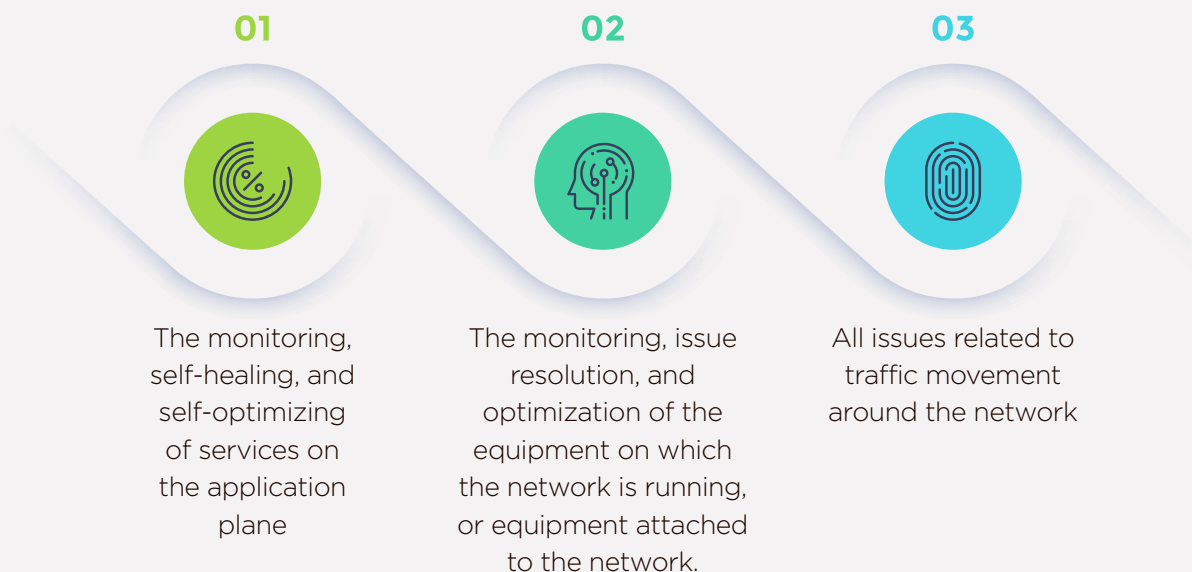 01
The monitoring,
self-healing, and
self-optimizing
of services on
the application
plane
02
The monitoring, issue
resolution, and
optimization of the
equipment on which
the network is running,
or equipment attached
to the network.
03
All issues related to
traffic movement
around the network